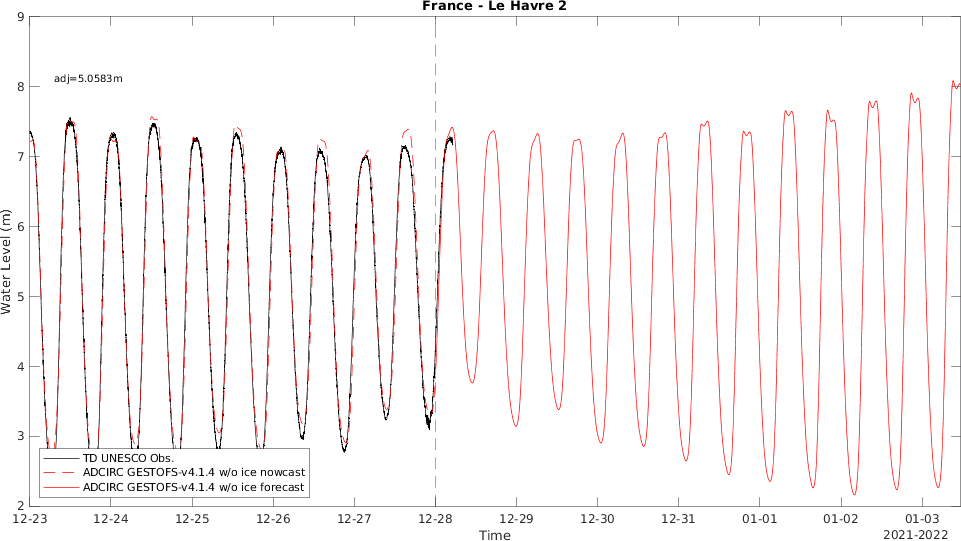 France - Le Havre 2
9
8
7
6
5
4
3
2
Water Level (m)
adj=5.0583m
TD UNESCO Obs.
ADCIRC GESTOFS-v4.1.4 w/o ice nowcast
ADCIRC GESTOFS-v4.1.4 w/o ice forecast
12-23 12-24 12-25 12-26 12-27 12-28 12-29 12-30 12-31 01-01 01-02 01-03
Time
2021-2022